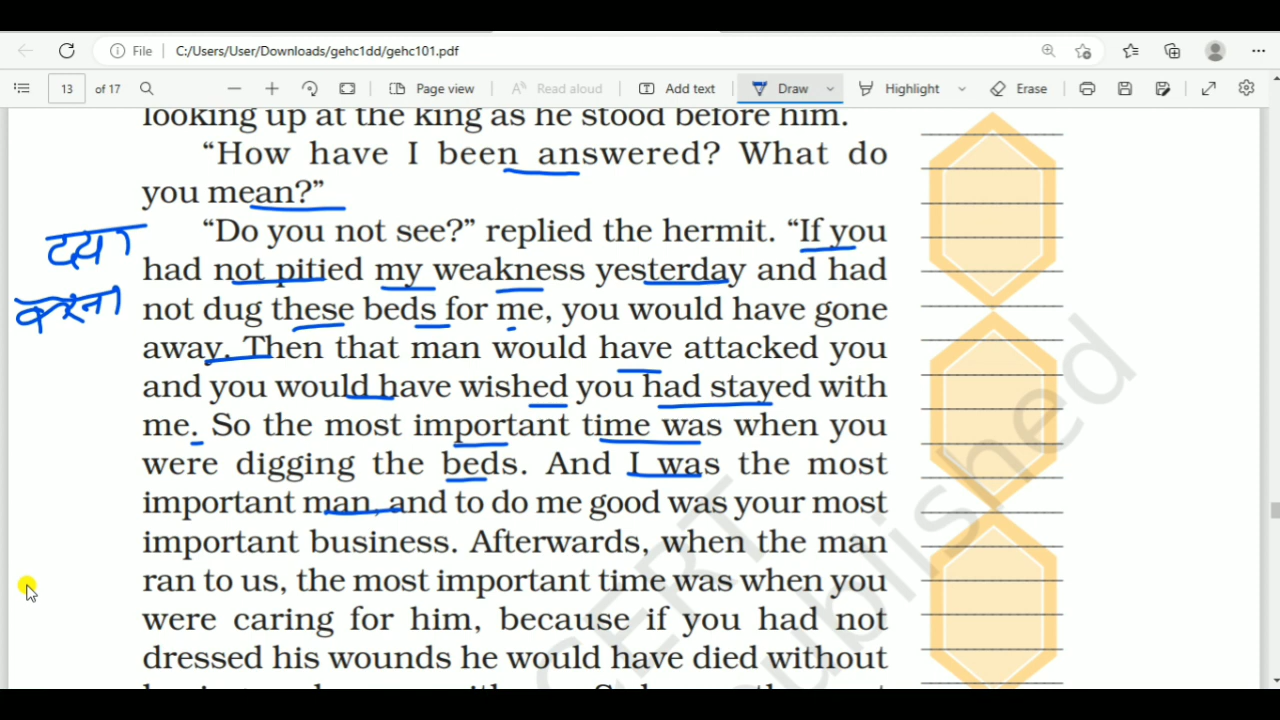 File
C:/Users/User/Downloads/gehc1dd/gehc101.pdf
13 of 17 Page view Read aloud Add text Draw Highlight Erase
looking up at the king as he stood before him.
“How have I been answered? What do
you mean?”
“Do you not see?” replied the hermit. “If you
दया
had not pitied my weakness yesterday and had
करना
not dug these beds for me, you would have gone
away. Then that man would have attacked you
and you would have wished you had stayed with
me. So the most important time was when you
were digging the beds. And I was the most
important man, and to do me good was your most
important business. Afterwards, when the man
ran to us, the most important time was when you
were caring for him, because if you had not
dressed his wounds he would have died without